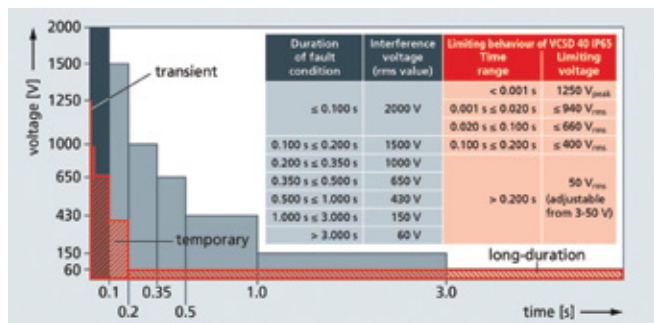 voltage [V]
2000
1500
1250
1000
650
430
150
60
transient
temporary
long-duration
Duration of fault condition | Interference voltage (rms value) | Limiting behaviour of VCSD 40 IP65
Time range | Limiting voltage
≤ 0.100 s | 2000 V | < 0.001 s | 1250 Vpeak
0.001 s ≤ 0.020 s | ≤ 940 Vrms
0.020 s ≤ 0.100 s | ≤ 660 Vrms
0.100 s ≤ 0.200 s | 1500 V | 0.100 s ≤ 0.200 s | ≤ 400 Vrms
0.200 s ≤ 0.350 s | 1000 V | > 0.200 s | 50 Vrms (adjustable from 3-50 V)
0.350 s ≤ 0.500 s | 650 V
0.500 s ≤ 1.000 s | 430 V
1.000 s ≤ 3.000 s | 150 V
> 3.000 s | 60 V
0.1 0.35 1.0 3.0
0.2 0.5 time [s]